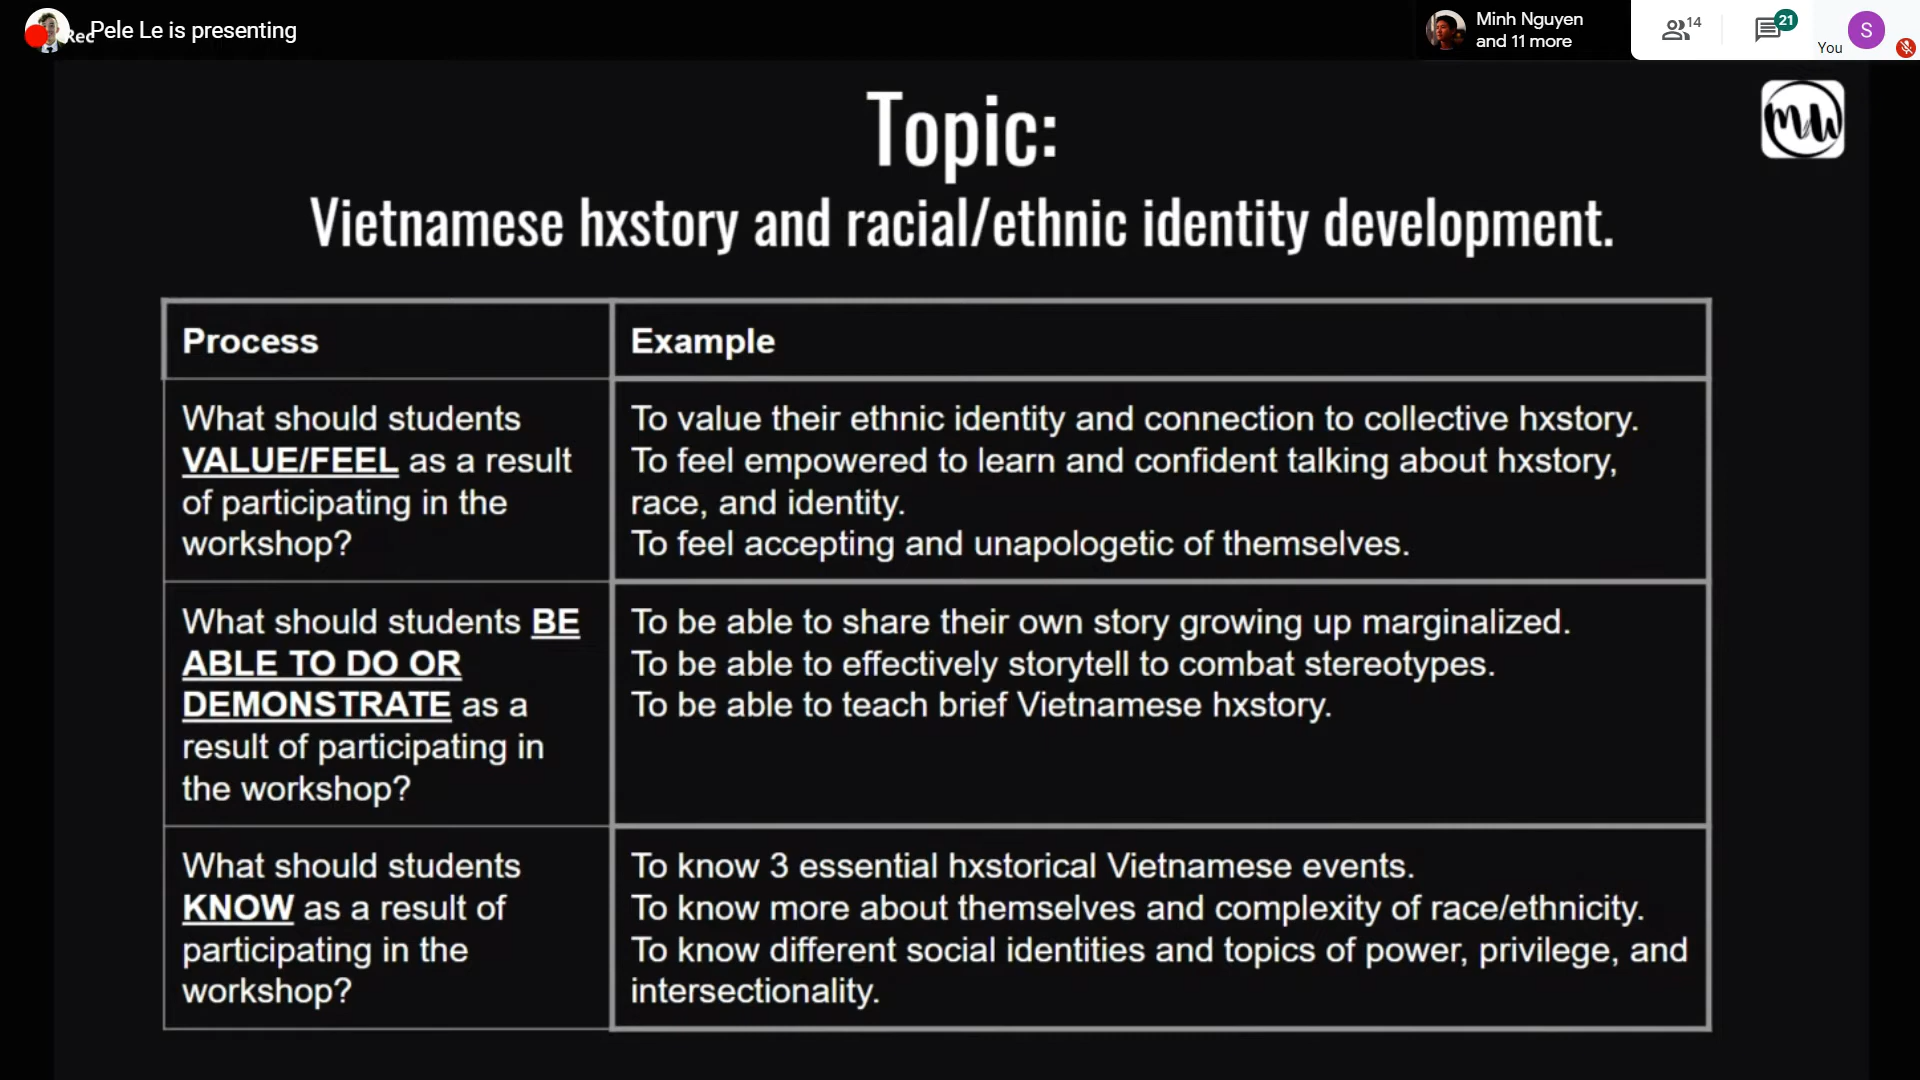 Rec
Pele Le is presenting
Minh Nguyen
and 11 more
14
21
You
S
Topic:
Vietnamese hxstory and racial/ethnic identity development.
Process
Example
What should students
VALUE/FEEL as a result
of participating in the
workshop?
To value their ethnic identity and connection to collective hxstory.
To feel empowered to learn and confident talking about hxstory,
race, and identity.
To feel accepting and unapologetic of themselves.
What should students BE
ABLE TO DO OR
DEMONSTRATE as a
result of participating in
the workshop?
To be able to share their own story growing up marginalized.
To be able to effectively storytell to combat stereotypes.
To be able to teach brief Vietnamese hxstory.
What should students
KNOW as a result of
participating in the
workshop?
To know 3 essential hxstorical Vietnamese events.
To know more about themselves and complexity of race/ethnicity.
To know different social identities and topics of power, privilege, and
intersectionality.